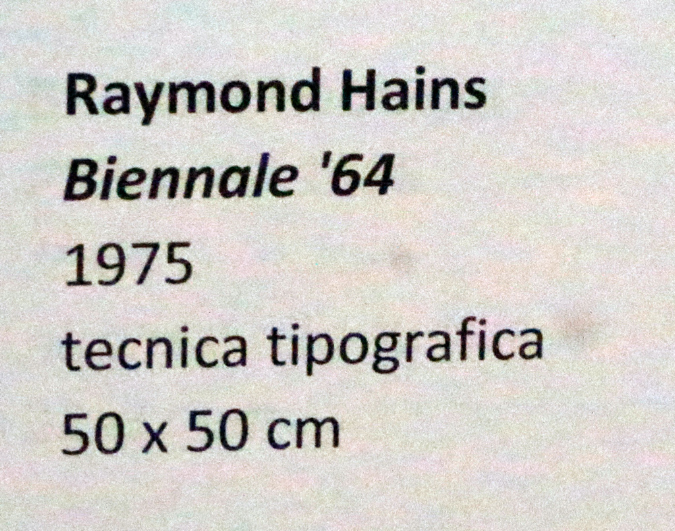 Raymond Hains
Biennale '64
1975
tecnica tipografica
50 x 50 cm